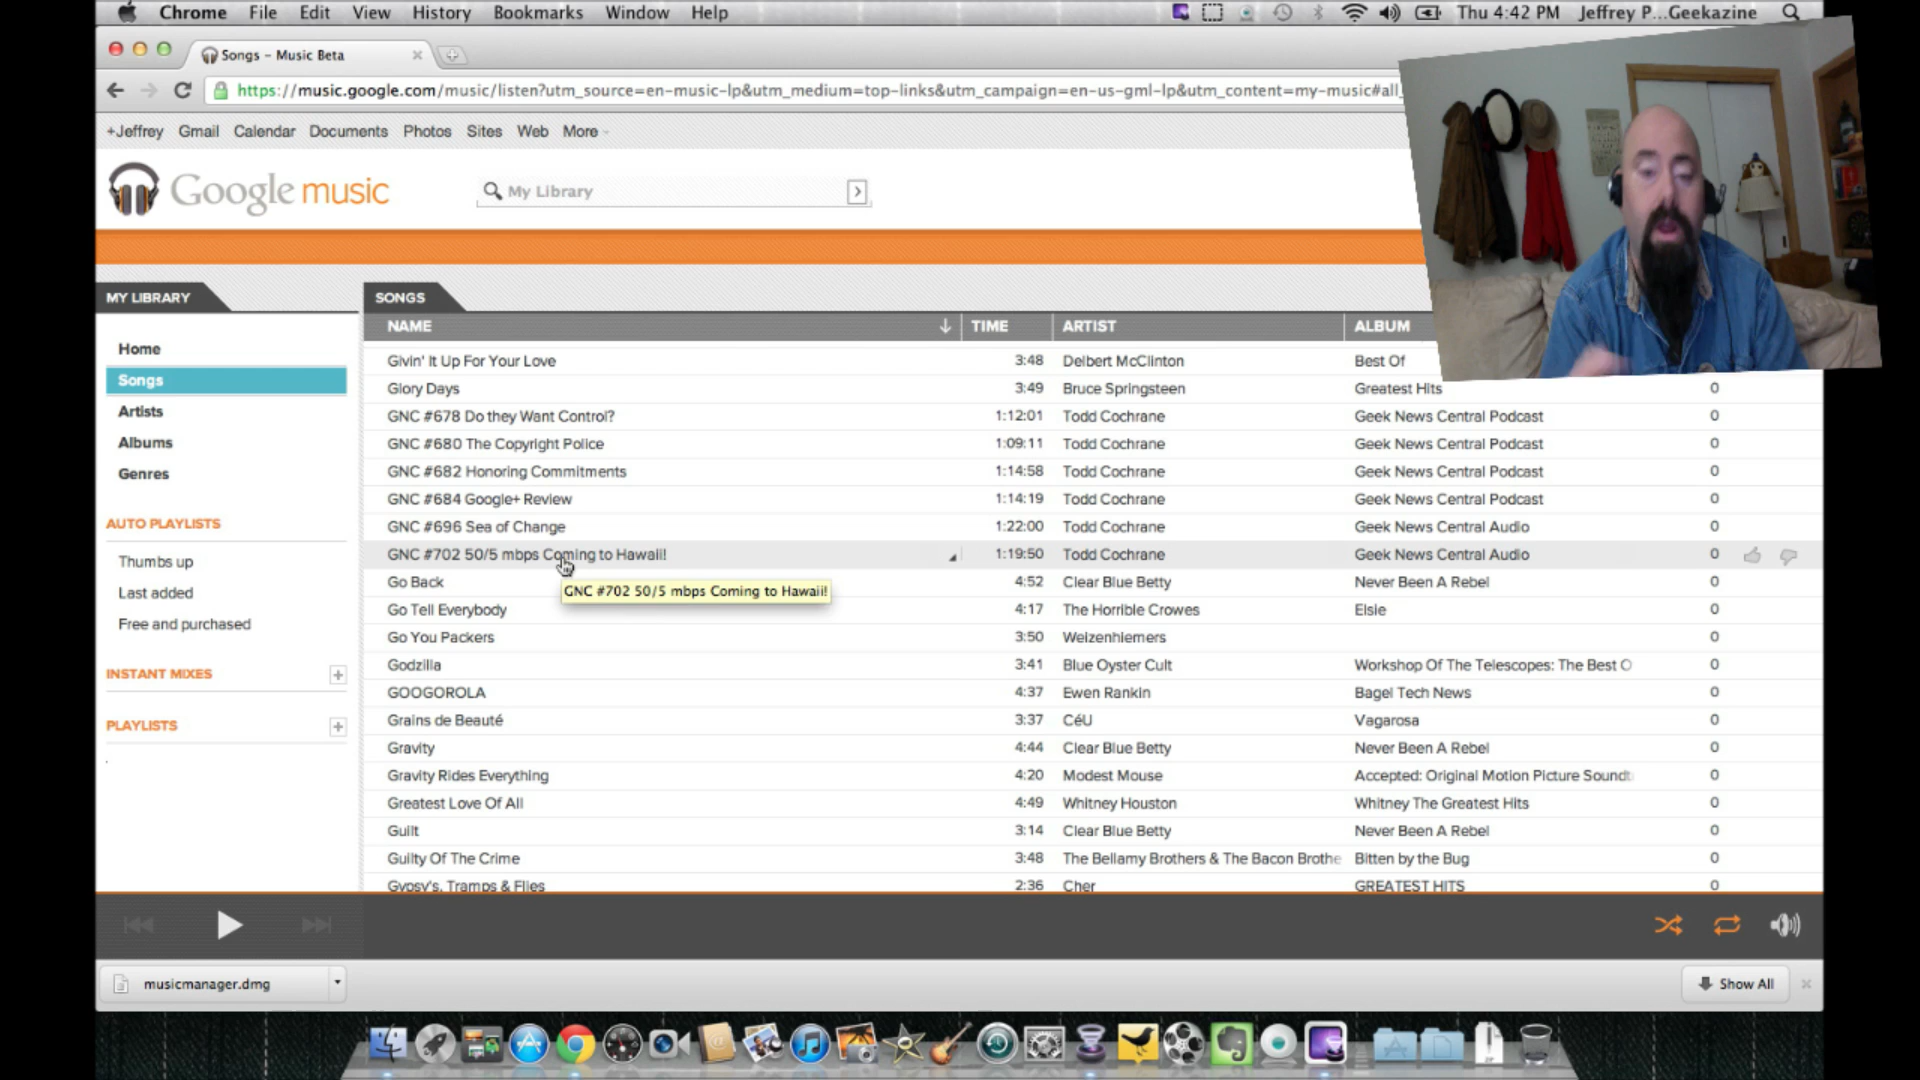 Chrome File Edit View History Bookmarks Window Help Thu 4:42 PM Jeffrey P...Geekazine
Songs - Music Beta
https://music.google.com/music/listen?utm_source=en-music-lp&utm_medium=top-links&utm_campaign=en-us-gml-lp&utm_content=my-music#all_
+Jeffrey Gmail Calendar Documents Photos Sites Web More
Google music
My Library
MY LIBRARY
Home
Songs
Artists
Albums
Genres
AUTO PLAYLISTS
Thumbs up
Last added
Free and purchased
INSTANT MIXES
PLAYLISTS
SONGS
NAME TIME ARTIST ALBUM
Givin' It Up For Your Love 3:48 Delbert McClinton Best Of
Glory Days 3:49 Bruce Springsteen Greatest Hits 0
GNC #678 Do they Want Control? 1:12:01 Todd Cochrane Geek News Central Podcast 0
GNC #680 The Copyright Police 1:09:11 Todd Cochrane Geek News Central Podcast 0
GNC #682 Honoring Commitments 1:14:58 Todd Cochrane Geek News Central Podcast 0
GNC #684 Google+ Review 1:14:19 Todd Cochrane Geek News Central Podcast 0
GNC #696 Sea of Change 1:22:00 Todd Cochrane Geek News Central Audio 0
GNC #702 50/5 mbps Coming to Hawaii! 1:19:50 Todd Cochrane Geek News Central Audio 0
Go Back 4:52 Clear Blue Betty Never Been A Rebel 0
GNC #702 50/5 mbps Coming to Hawaii!
Go Tell Everybody 4:17 The Horrible Crowes Elsie 0
Go You Packers 3:50 Weizenhiemers 0
Godzilla 3:41 Blue Oyster Cult Workshop Of The Telescopes: The Best O 0
GOOGOROLA 4:37 Ewen Rankin Bagel Tech News 0
Grains de Beauté 3:37 CéU Vagarosa 0
Gravity 4:44 Clear Blue Betty Never Been A Rebel 0
Gravity Rides Everything 4:20 Modest Mouse Accepted: Original Motion Picture Soundt 0
Greatest Love Of All 4:49 Whitney Houston Whitney The Greatest Hits 0
Guilt 3:14 Clear Blue Betty Never Been A Rebel 0
Guilty Of The Crime 3:48 The Bellamy Brothers & The Bacon Brothe Bitten by the Bug 0
Gypsy's, Tramps & Flies 2:36 Cher GREATEST HITS 0
musicmanager.dmg
Show All